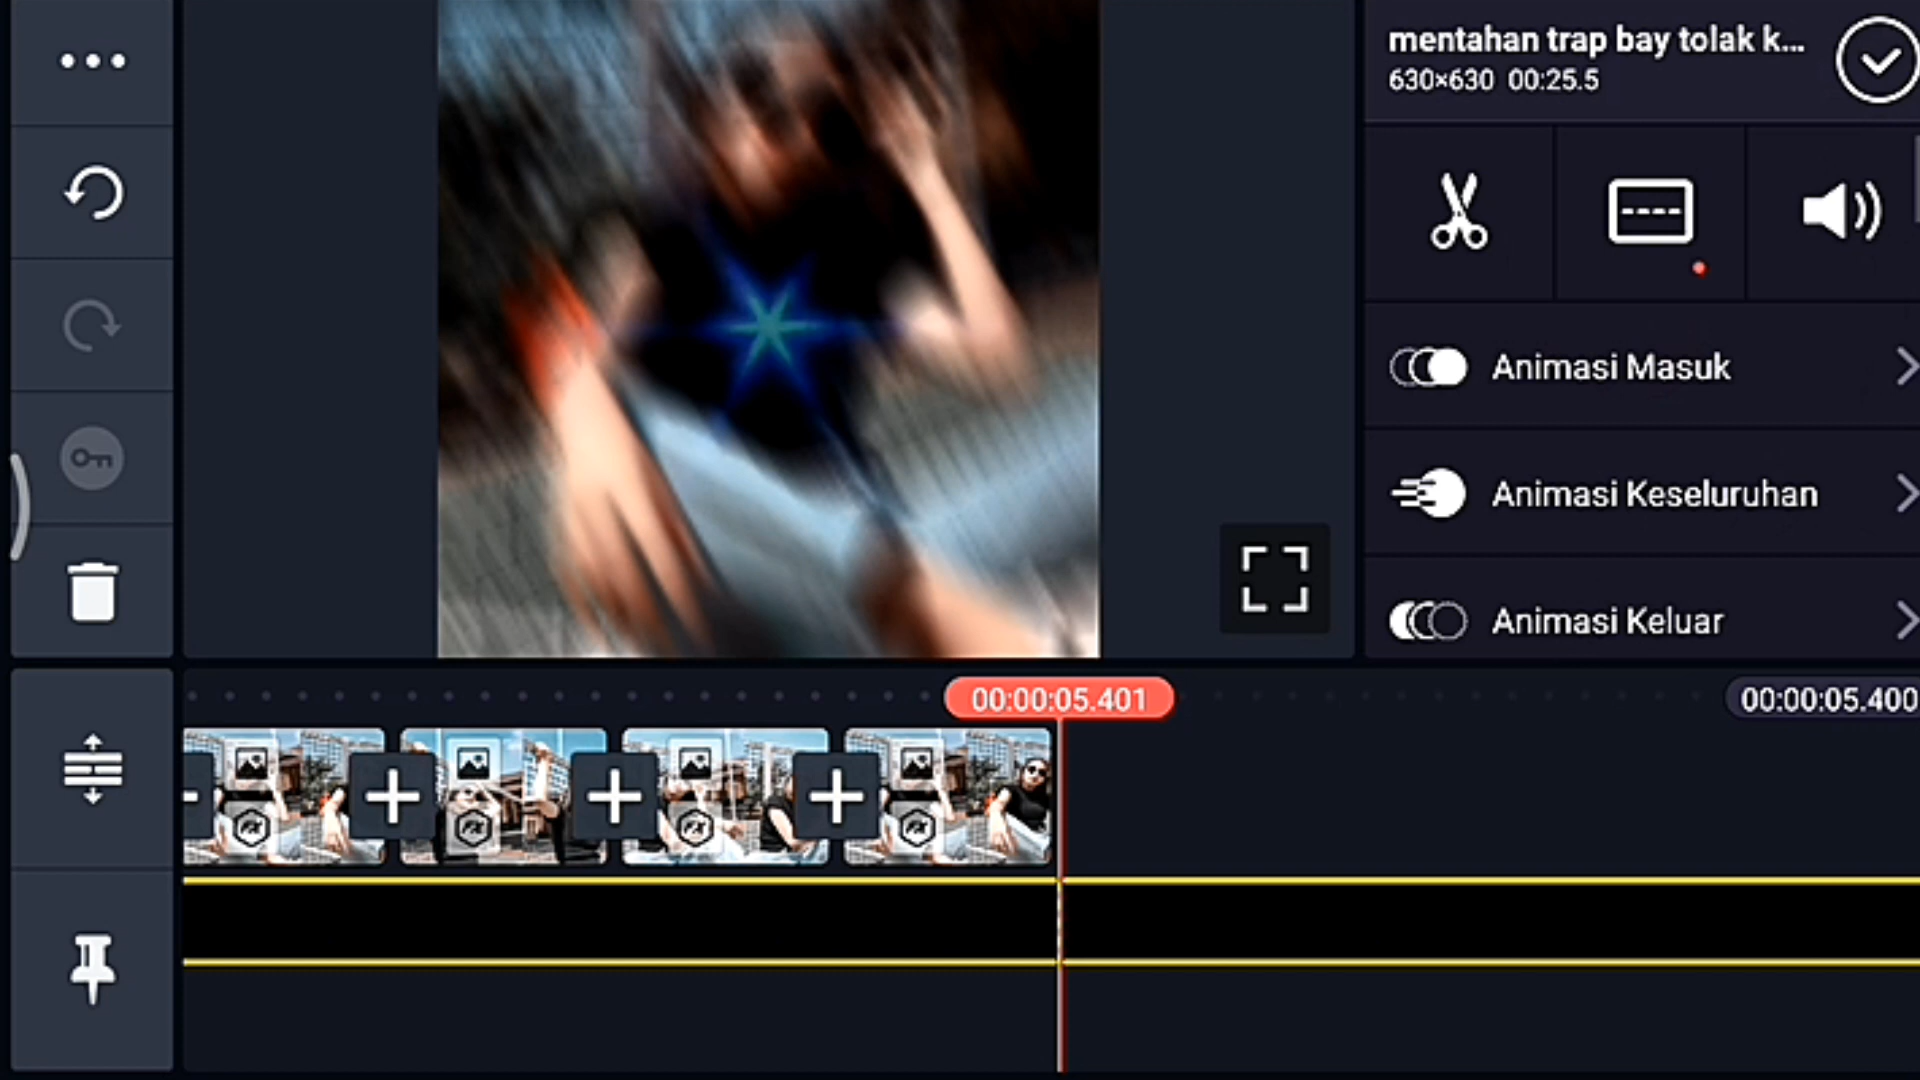 mentahan trap bay tolak k...
630×630 00:25.5
Animasi Masuk
Animasi Keseluruhan
Animasi Keluar
00:00:05.401
00:00:05.400